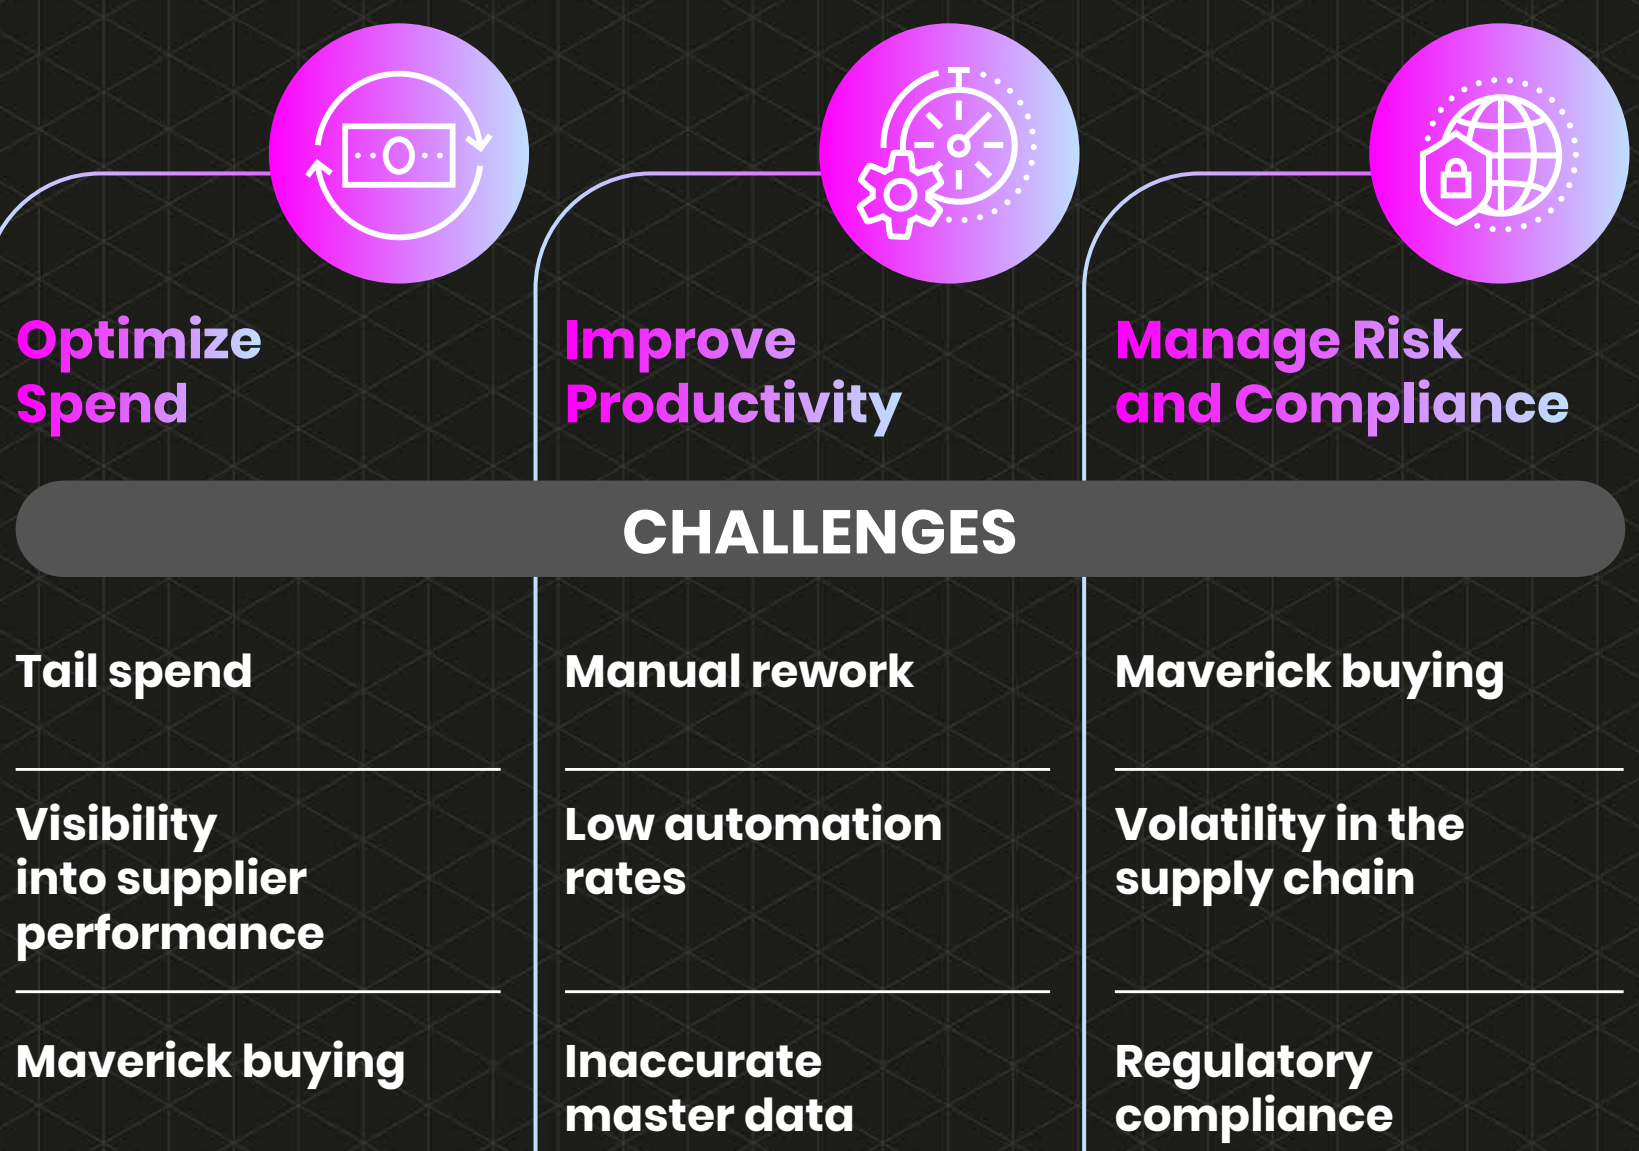 Optimize
Spend
Improve
Productivity
Manage Risk
and Compliance
CHALLENGES
Tail spend
Manual rework
Maverick buying
Visibility
into supplier
performance
Low automation
rates
Volatility in the
supply chain
Maverick buying
Inaccurate
master data
Regulatory
compliance